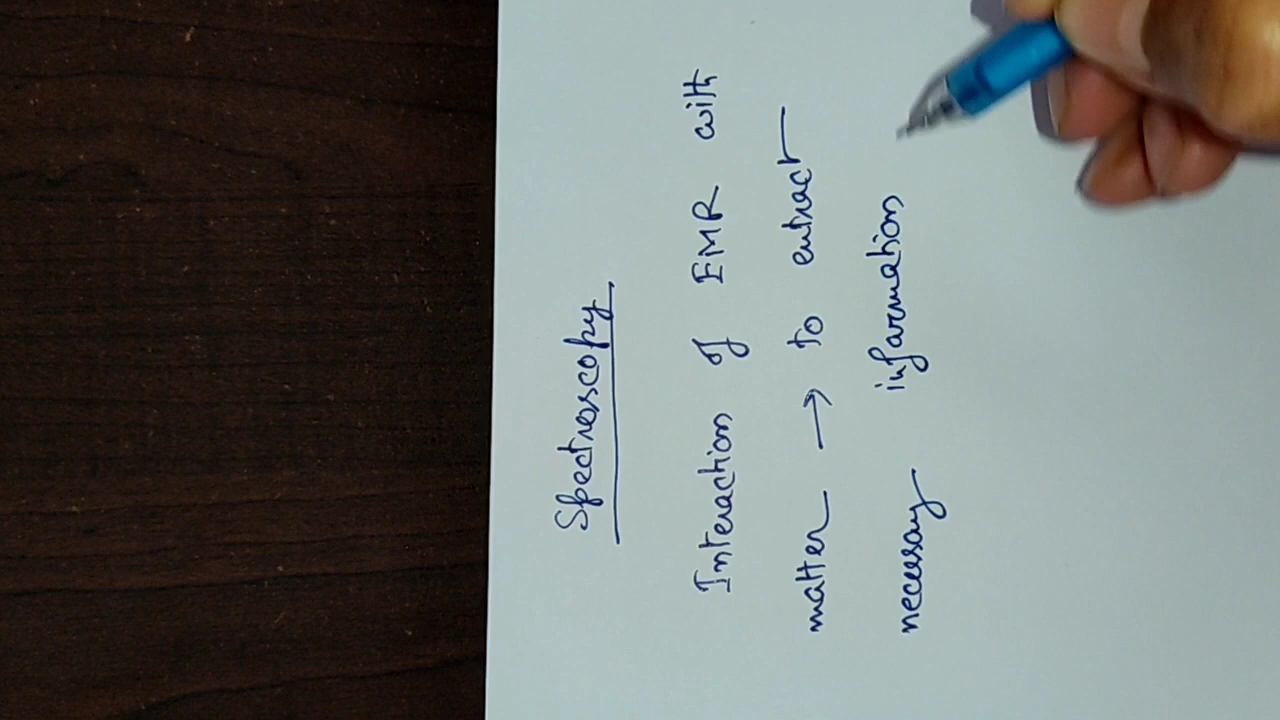 Spectroscopy.
Interaction of EMR with
matter → to extract
necessary information